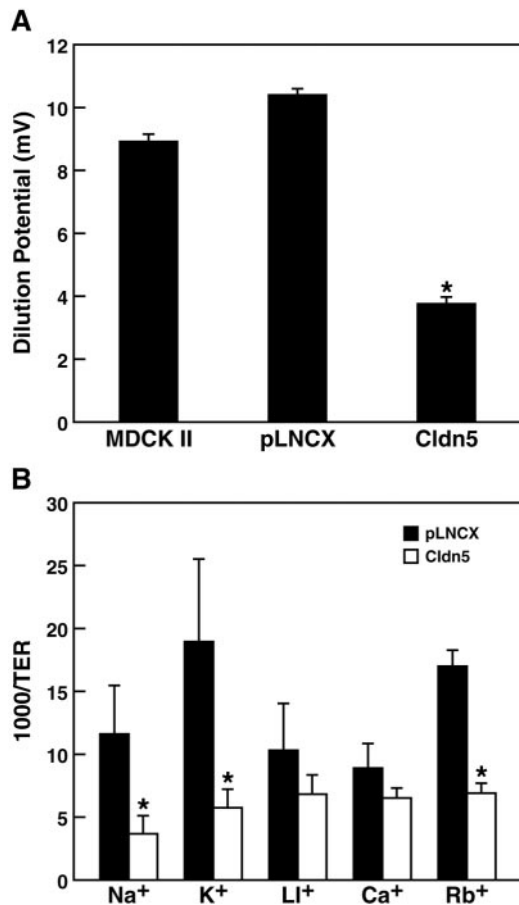 A
12
10
8
6
4
2
0
Dilution Potential (mV)
*
MDCK II pLNCX Cldn5
B
30
25
20
15
10
5
0
1000/TER
pLNCX
Cldn5
* * *
Na+ K+ LI+ Ca+ Rb+